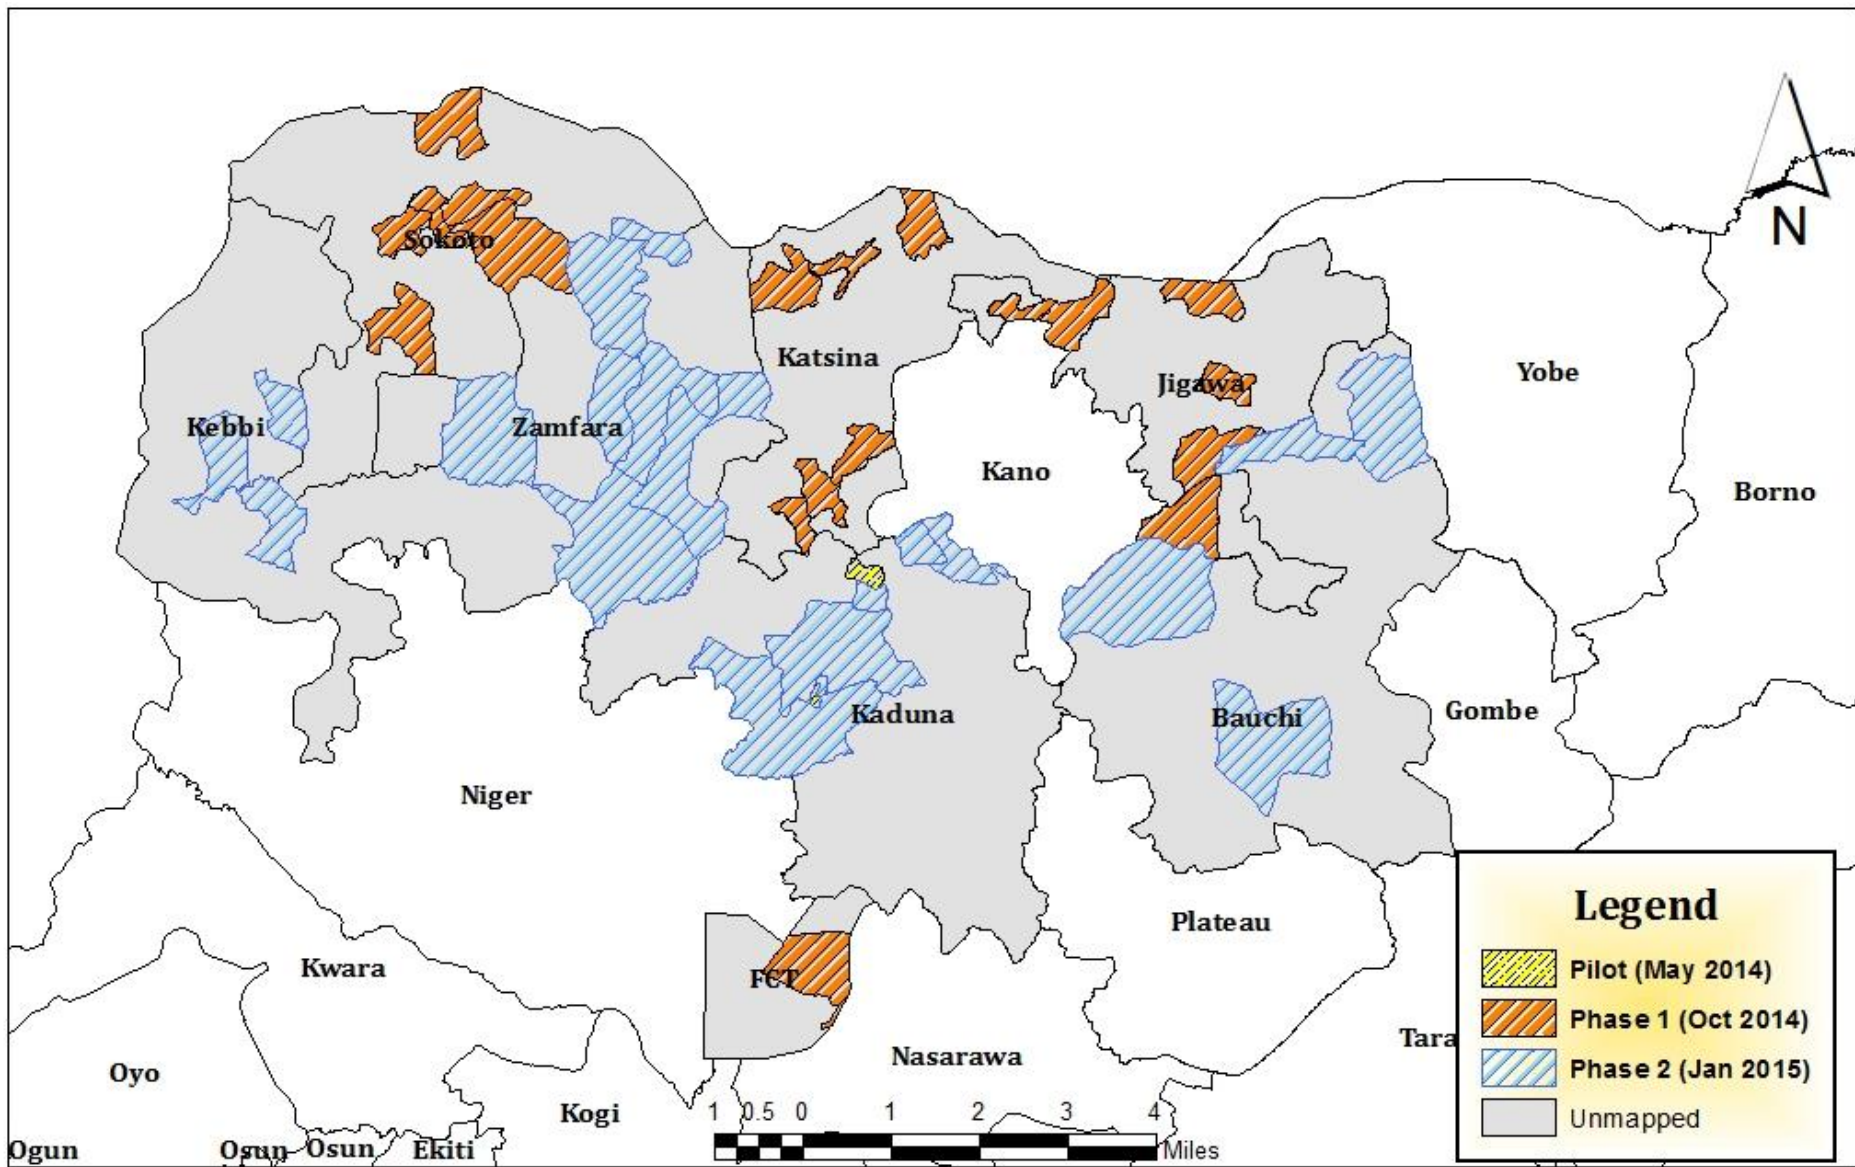 N
Sokoto
Katsina
Yobe
Jigawa
Kebbi
Zamfara
Kano
Borno
Kaduna
Bauchi
Gombe
Niger
Plateau
Kwara
FCT
Nasarawa
Tara
Oyo
Kogi
Ogun
Osun
Osun
Ekiti
1 0.5 0 1 2 3 4
Miles
Legend
Pilot (May 2014)
Phase 1 (Oct 2014)
Phase 2 (Jan 2015)
Unmapped